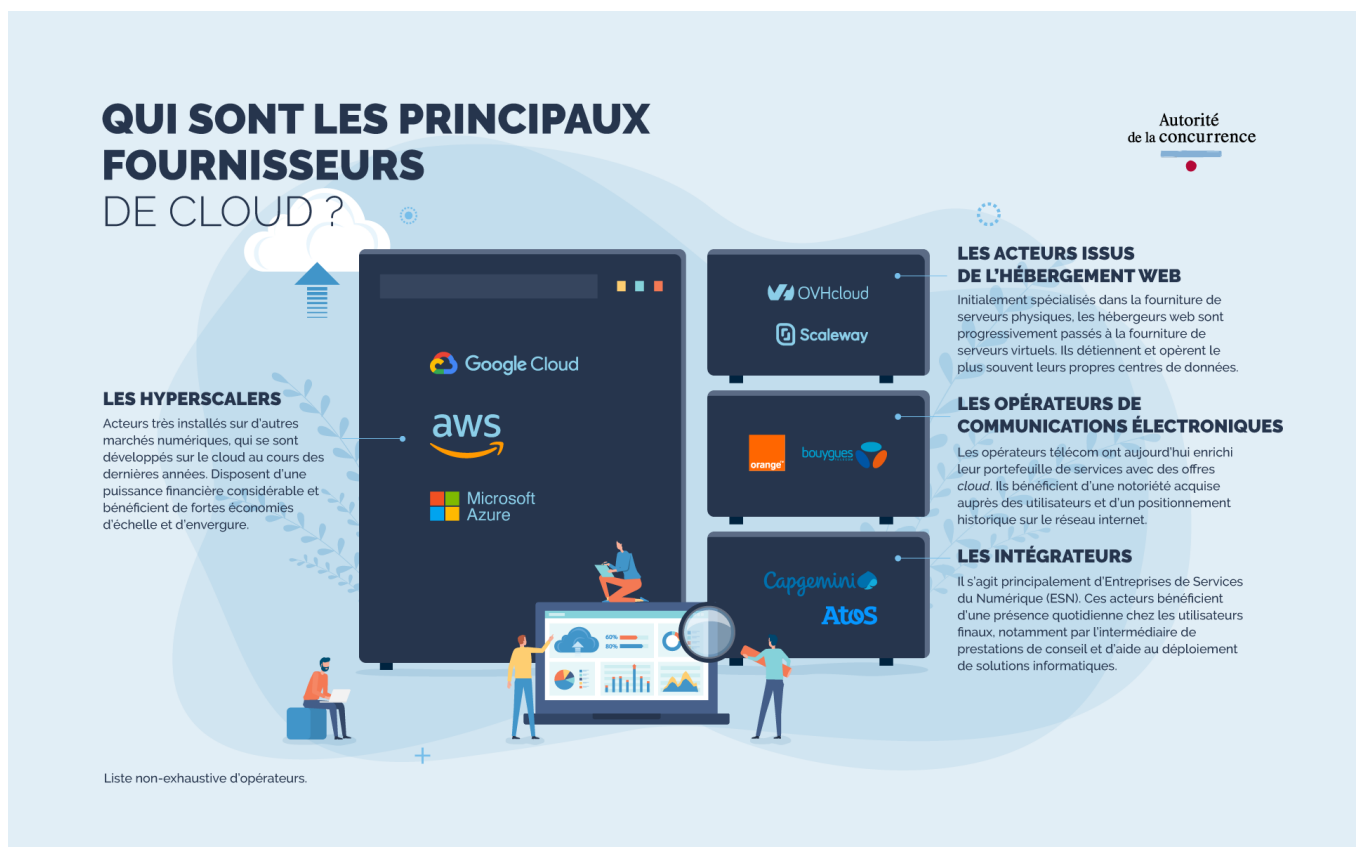 QUI SONT LES PRINCIPAUX
FOURNISSEURS
DE CLOUD ?
Autorité
de la concurrence
LES HYPERSCALERS
Acteurs très installés sur d'autres
marchés numériques, qui se sont
développés sur le cloud au cours des
dernières années. Disposent d'une
puissance financière considérable et
bénéficient de fortes économies
d'échelle et d'envergure.
Google Cloud
aws
Microsoft
Azure
OVHcloud
Scaleway
LES ACTEURS ISSUS
DE L'HÉBERGEMENT WEB
Initialement spécialisés dans la fourniture de
serveurs physiques, les hébergeurs web sont
progressivement passés à la fourniture de
serveurs virtuels. Ils détiennent et opèrent le
plus souvent leurs propres centres de données.
orange™
bouygues
LES OPÉRATEURS DE
COMMUNICATIONS ÉLECTRONIQUES
Les opérateurs télécom ont aujourd'hui enrichi
leur portefeuille de services avec des offres
cloud. Ils bénéficient d'une notoriété acquise
auprès des utilisateurs et d'un positionnement
historique sur le réseau internet.
Capgemini
Atos
LES INTÉGRATEURS
Il s'agit principalement d'Entreprises de Services
du Numérique (ESN). Ces acteurs bénéficient
d'une présence quotidienne chez les utilisateurs
finaux, notamment par l'intermédiaire de
prestations de conseil et d'aide au déploiement
de solutions informatiques.
60%
80%
Liste non-exhaustive d'opérateurs.